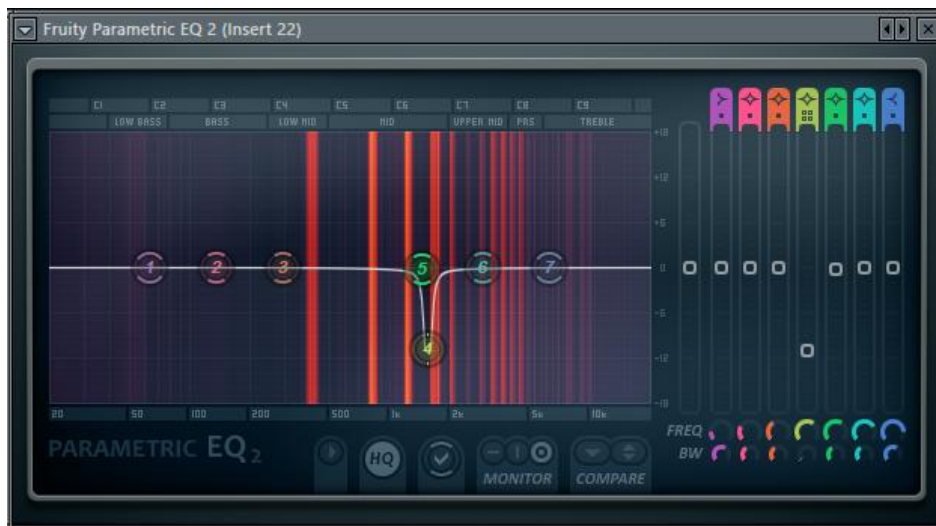 Fruity Parametric EQ 2 (Insert 22)
C1 C2 C3 C4 C5 C6 C7 C8 C9
LOW BASS BASS LOW MID MID UPPER MID PRS TREBLE
+18
+12
+6
0
-6
-12
-18
1 2 3 5 6 7
4
20 50 100 200 500 1k 2k 5k 10k
FREQ
BW
PARAMETRIC EQ 2
HQ
MONITOR
COMPARE